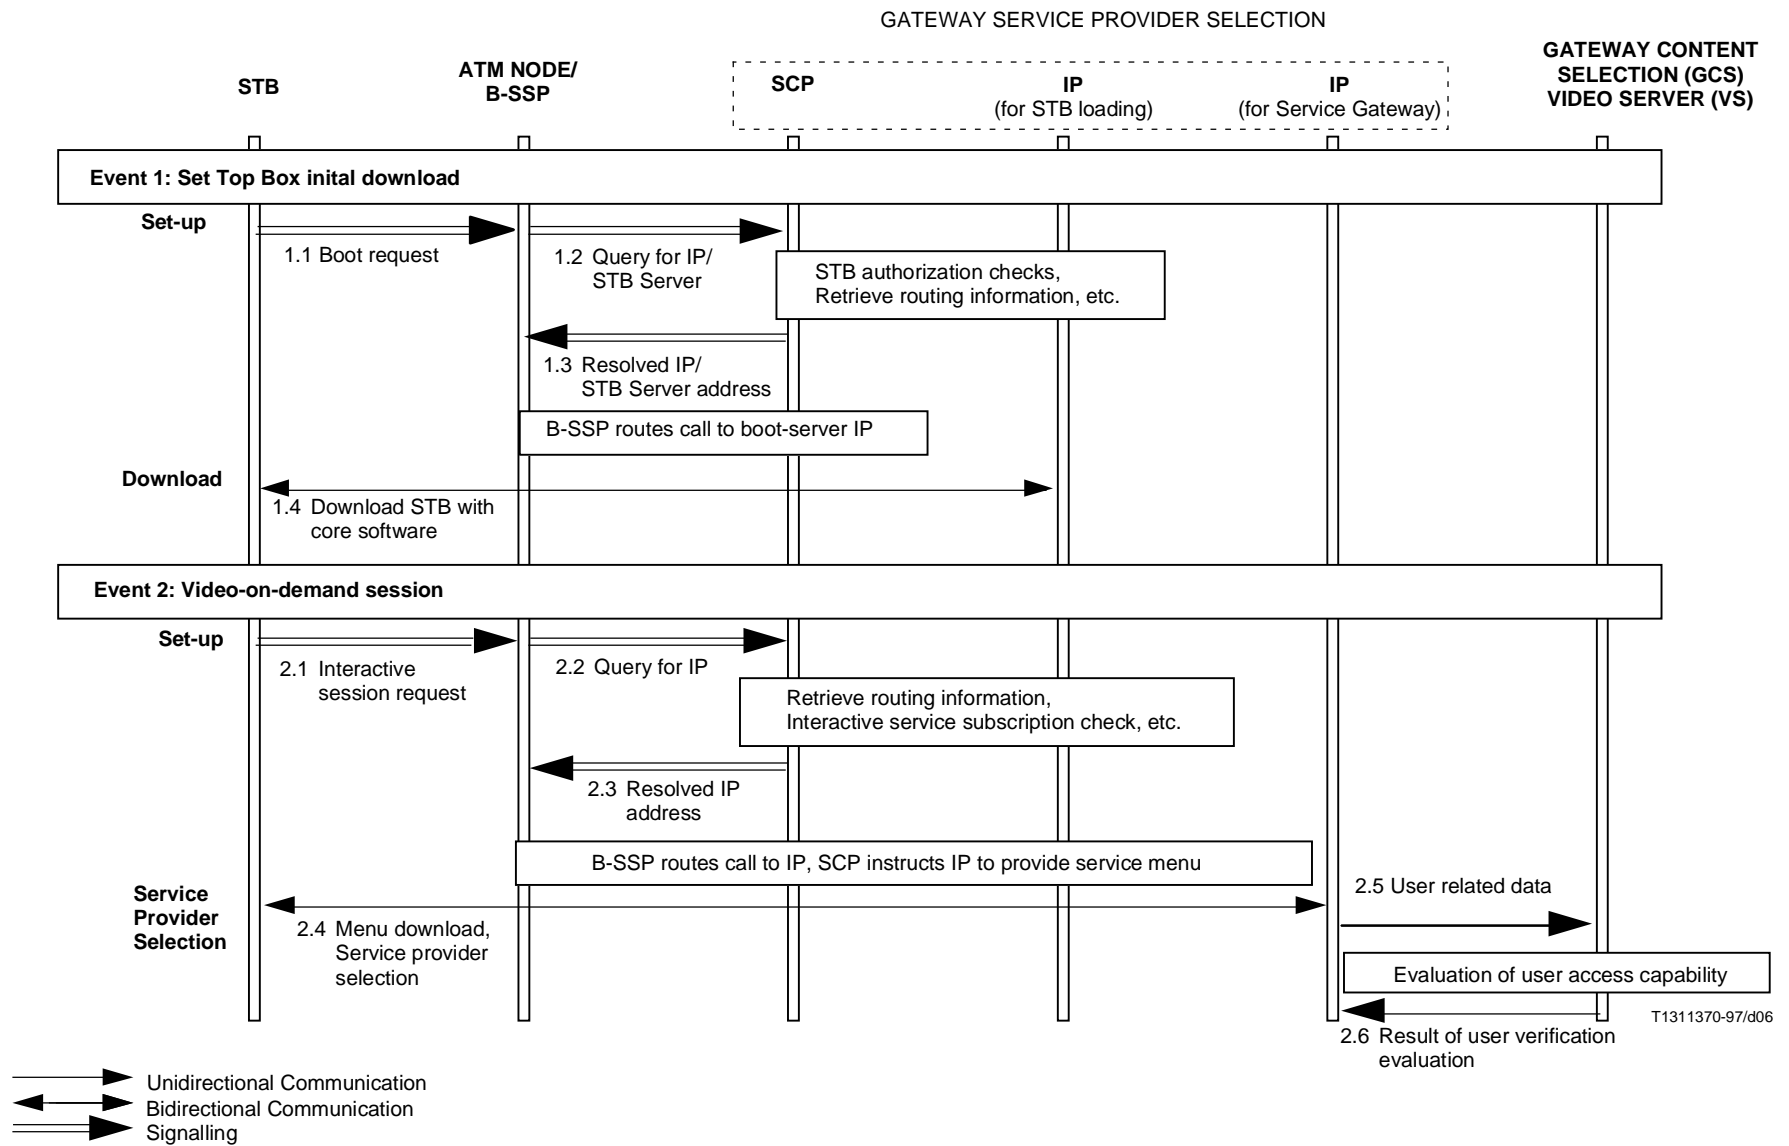 GATEWAY SERVICE PROVIDER SELECTION
STB
ATM NODE/
B-SSP
SCP
IP
(for STB loading)
IP
(for Service Gateway)
GATEWAY CONTENT
SELECTION (GCS)
VIDEO SERVER (VS)
Event 1: Set Top Box inital download
Set-up
1.1 Boot request
1.2 Query for IP/
STB Server
STB authorization checks,
Retrieve routing information, etc.
1.3 Resolved IP/
STB Server address
B-SSP routes call to boot-server IP
Download
1.4 Download STB with
core software
Event 2: Video-on-demand session
Set-up
2.1 Interactive
session request
2.2 Query for IP
Retrieve routing information,
Interactive service subscription check, etc.
2.3 Resolved IP
address
B-SSP routes call to IP, SCP instructs IP to provide service menu
Service
Provider
Selection
2.4 Menu download,
Service provider
selection
2.5 User related data
Evaluation of user access capability
T1311370-97/d06
2.6 Result of user verification
evaluation
Unidirectional Communication
Bidirectional Communication
Signalling